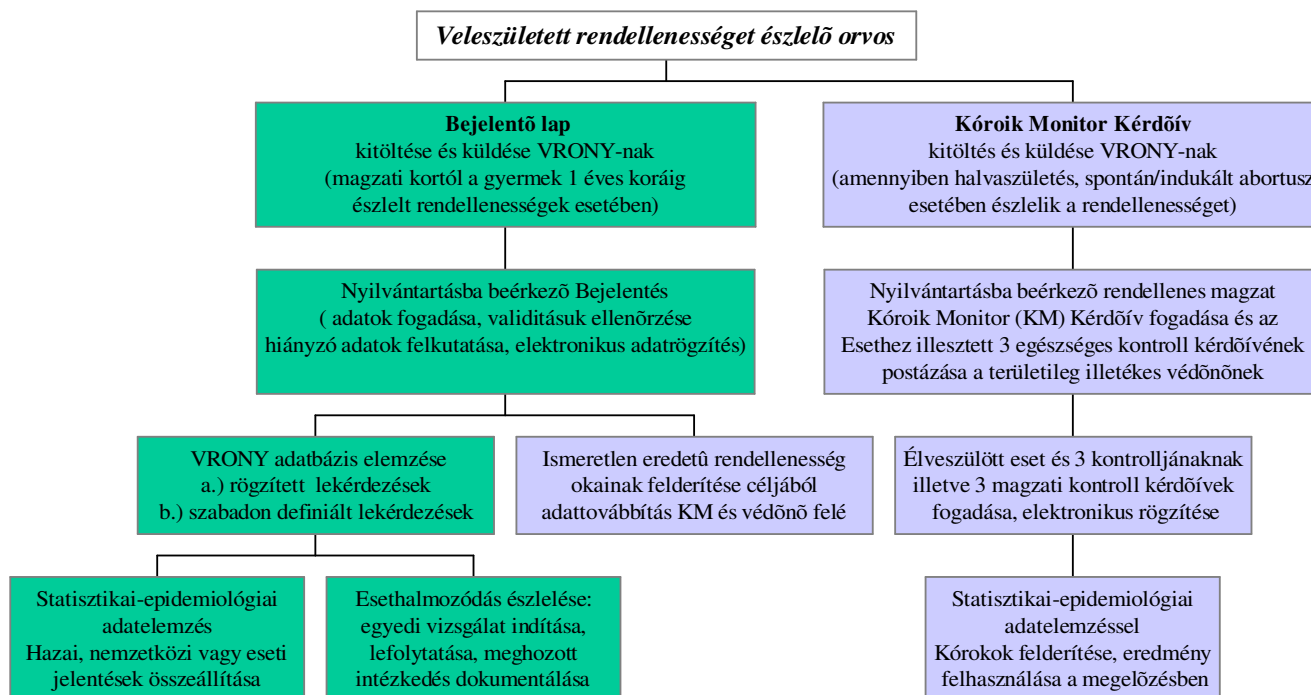 Veleszületett rendellenességet észlelõ orvos
Bejelentõ lap
kitöltése és küldése VRONY-nak
(magzati kortól a gyermek 1 éves koráig
észlelt rendellenességek esetében)
Kóroik Monitor Kérdõív
kitöltés és küldése VRONY-nak
(amennyiben halvaszületés, spontán/indukált abortusz
esetében észlelik a rendellenességet)
Nyilvántartásba beérkezõ Bejelentés
( adatok fogadása, validitásuk ellenõrzése
hiányzó adatok felkutatása, elektronikus adatrögzítés)
Nyilvántartásba beérkezõ rendellenes magzat
Kóroik Monitor (KM) Kérdõív fogadása és az
Esethez illesztett 3 egészséges kontroll kérdõívének
postázása a területileg illetékes védõnõnek
VRONY adatbázis elemzése
a.) rögzített lekérdezések
b.) szabadon definiált lekérdezések
Ismeretlen eredetû rendellenesség
okainak felderítése céljából
adattovábbítás KM és védõnõ felé
Élveszülött eset és 3 kontrolljánaknak
illetve 3 magzati kontroll kérdõívek
fogadása, elektronikus rögzítése
Statisztikai-epidemiológiai
adatelemzés
Hazai, nemzetközi vagy eseti
jelentések összeállítása
Esethalmozódás észlelése:
egyedi vizsgálat indítása,
lefolytatása, meghozott
intézkedés dokumentálása
Statisztikai-epidemiológiai
adatelemzéssel
Kórokok felderítése, eredmény
felhasználása a megelõzésben